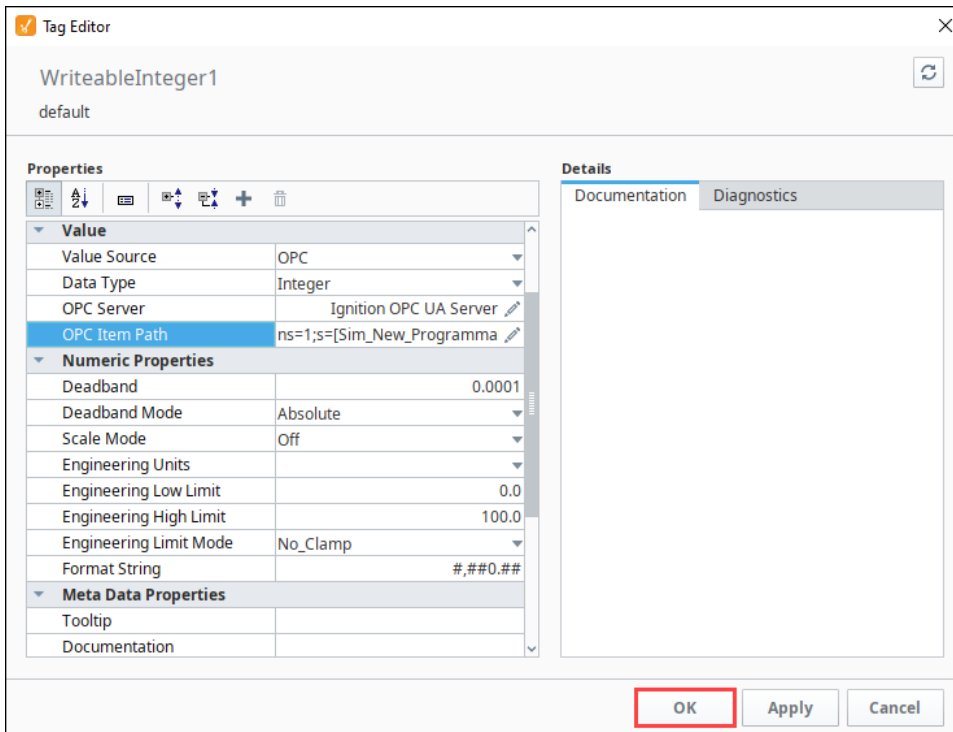 Tag Editor
WriteableInteger1
default
Properties
Value
Value Source OPC
Data Type Integer
OPC Server Ignition OPC UA Server
OPC Item Path ns=1;s=[Sim_New_Programma
Numeric Properties
Deadband 0.0001
Deadband Mode Absolute
Scale Mode Off
Engineering Units
Engineering Low Limit 0.0
Engineering High Limit 100.0
Engineering Limit Mode No_Clamp
Format String #,##0.##
Meta Data Properties
Tooltip
Documentation
Details
Documentation Diagnostics
OK Apply Cancel